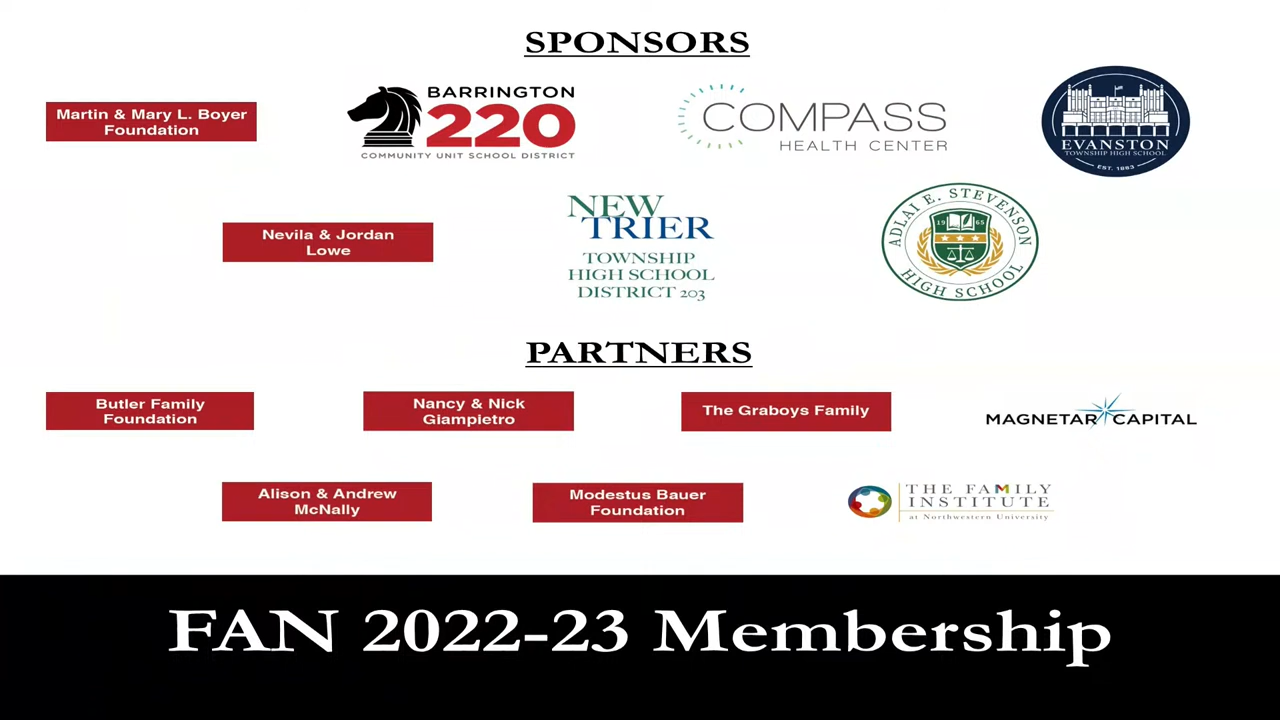 SPONSORS
Martin & Mary L. Boyer
Foundation
BARRINGTON
220
COMMUNITY UNIT SCHOOL DISTRICT
COMPASS
HEALTH CENTER
EVANSTON
TOWNSHIP HIGH SCHOOL
EST. 1883
Nevila & Jordan
Lowe
NEW
TRIER
TOWNSHIP
HIGH SCHOOL
DISTRICT 203
ADLAI E. STEVENSON
1965
HIGH SCHOOL
PARTNERS
Butler Family
Foundation
Nancy & Nick
Giampietro
The Graboys Family
MAGNETAR CAPITAL
Alison & Andrew
McNally
Modestus Bauer
Foundation
THE FAMILY
INSTITUTE
at Northwestern University
FAN 2022-23 Membership